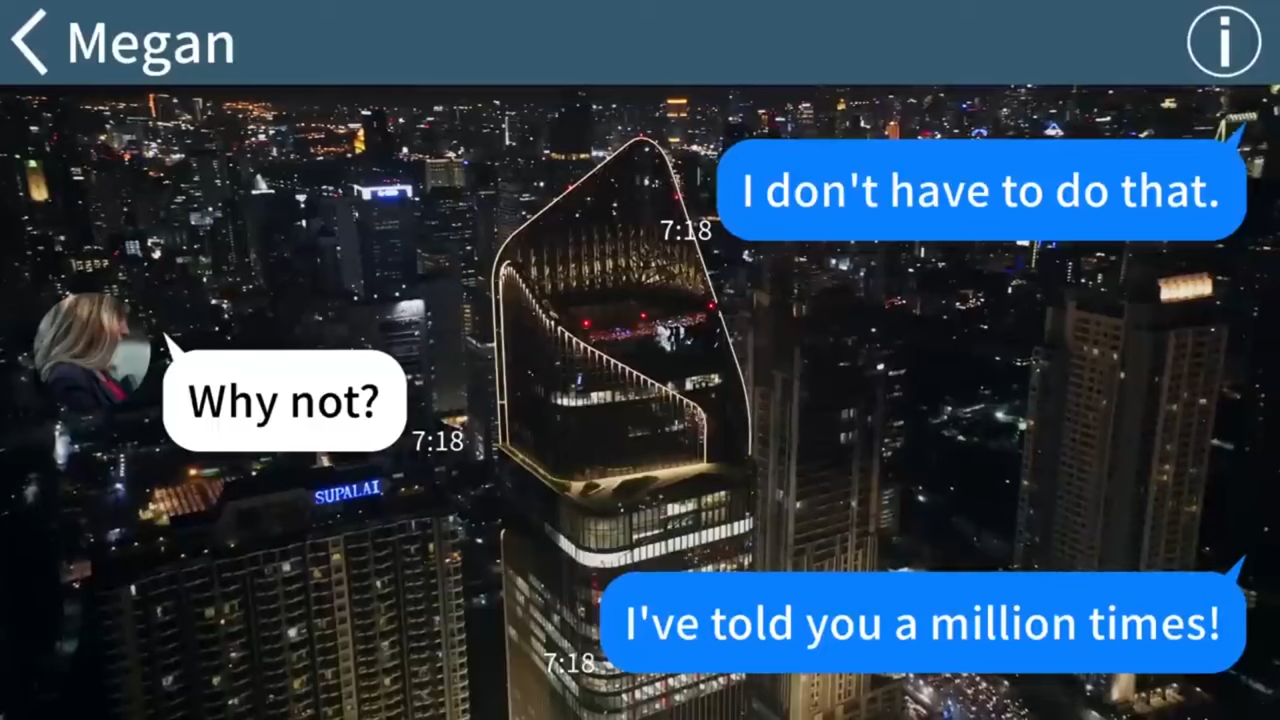 Megan
I don't have to do that.
7:18
Why not?
7:18
SUPALAI
I've told you a million times!
7:18